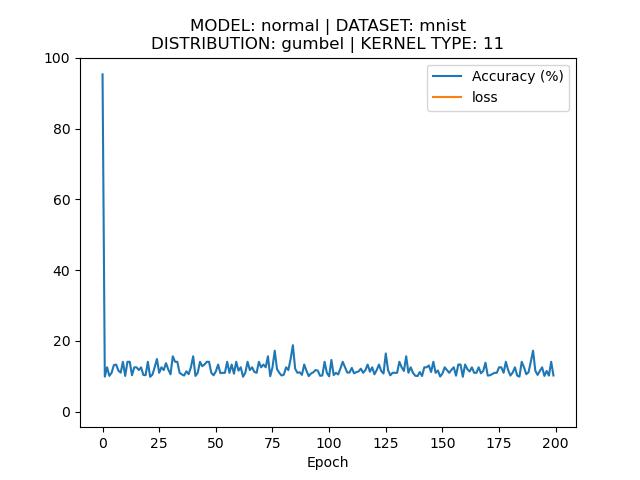 MODEL: normal | DATASET: mnist
DISTRIBUTION: gumbel | KERNEL TYPE: 11
100
80
60
40
20
0
Accuracy (%)
loss
0 25 50 75 100 125 150 175 200
Epoch